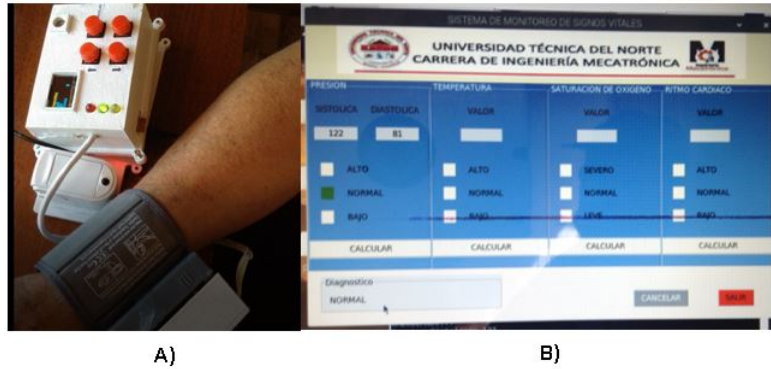 SISTEMA DE MONITOREO DE SIGNOS VITALES
UNIVERSIDAD TÉCNICA DEL NORTE
CARRERA DE INGENIERÍA MECATRÓNICA
PRESION
SISTOLICA DIASTOLICA
122 81
ALTO
NORMAL
BAJO
CALCULAR
TEMPERATURA
VALOR
ALTO
NORMAL
BAJO
CALCULAR
SATURACION DE OXIGENO
VALOR
SEVERO
NORMAL
LEVE
CALCULAR
RITMO CARDIACO
VALOR
ALTO
NORMAL
BAJO
CALCULAR
Diagnostico
NORMAL
CANCELAR
SALIR
A)
B)